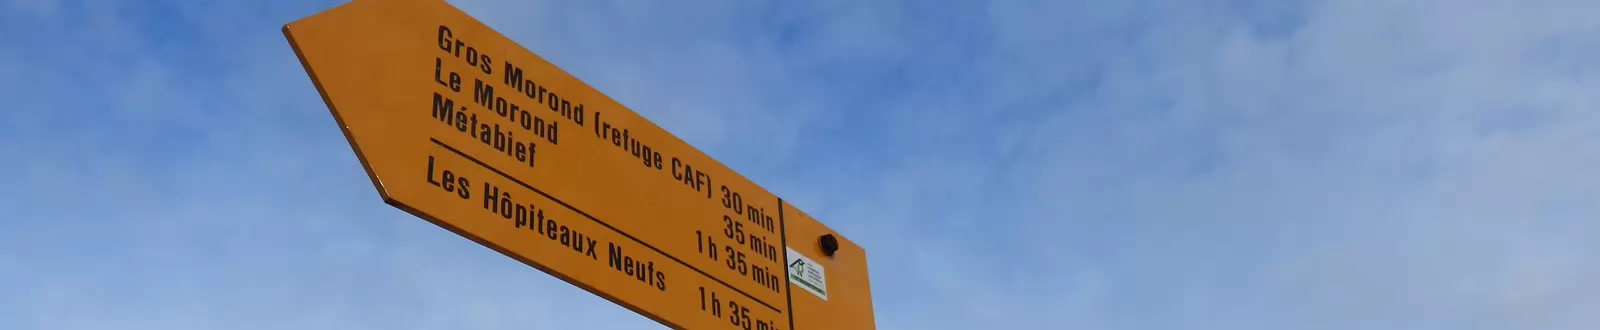 Gros Morond (refuge CAF) 30 min
Le Morond 35 min
Métabief 1 h 35 min
Les Hôpiteaux Neufs 1 h 35 min